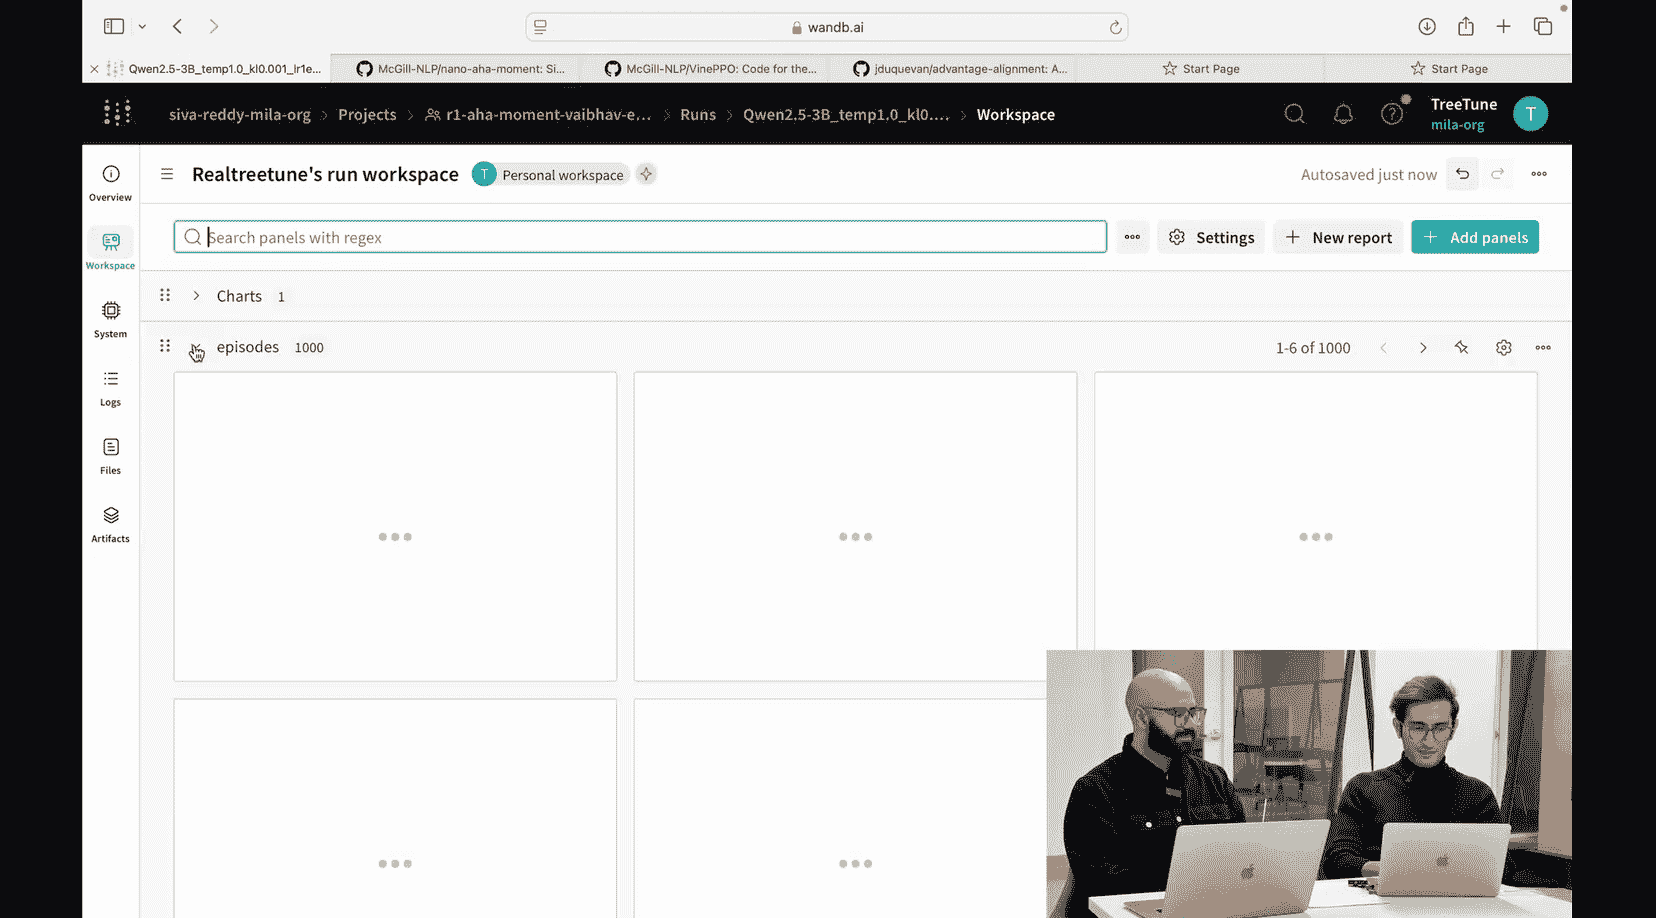 wandb.ai
Qwen2.5-3B_temp1.0_kl0.001_lr1e...
McGill-NLP/nano-aha-moment: Si...
McGill-NLP/VinePPO: Code for the...
jduquevan/advantage-alignment: A...
Start Page
Start Page
siva-reddy-mila-org > Projects > r1-aha-moment-vaibhav-e... > Runs > Qwen2.5-3B_temp1.0_kl0.... > Workspace
TreeTune
mila-org
T
Overview
Workspace
System
Logs
Files
Artifacts
Realtreetune's run workspace
T Personal workspace
Autosaved just now
Search panels with regex
Settings
New report
Add panels
Charts 1
episodes 1000
1-6 of 1000